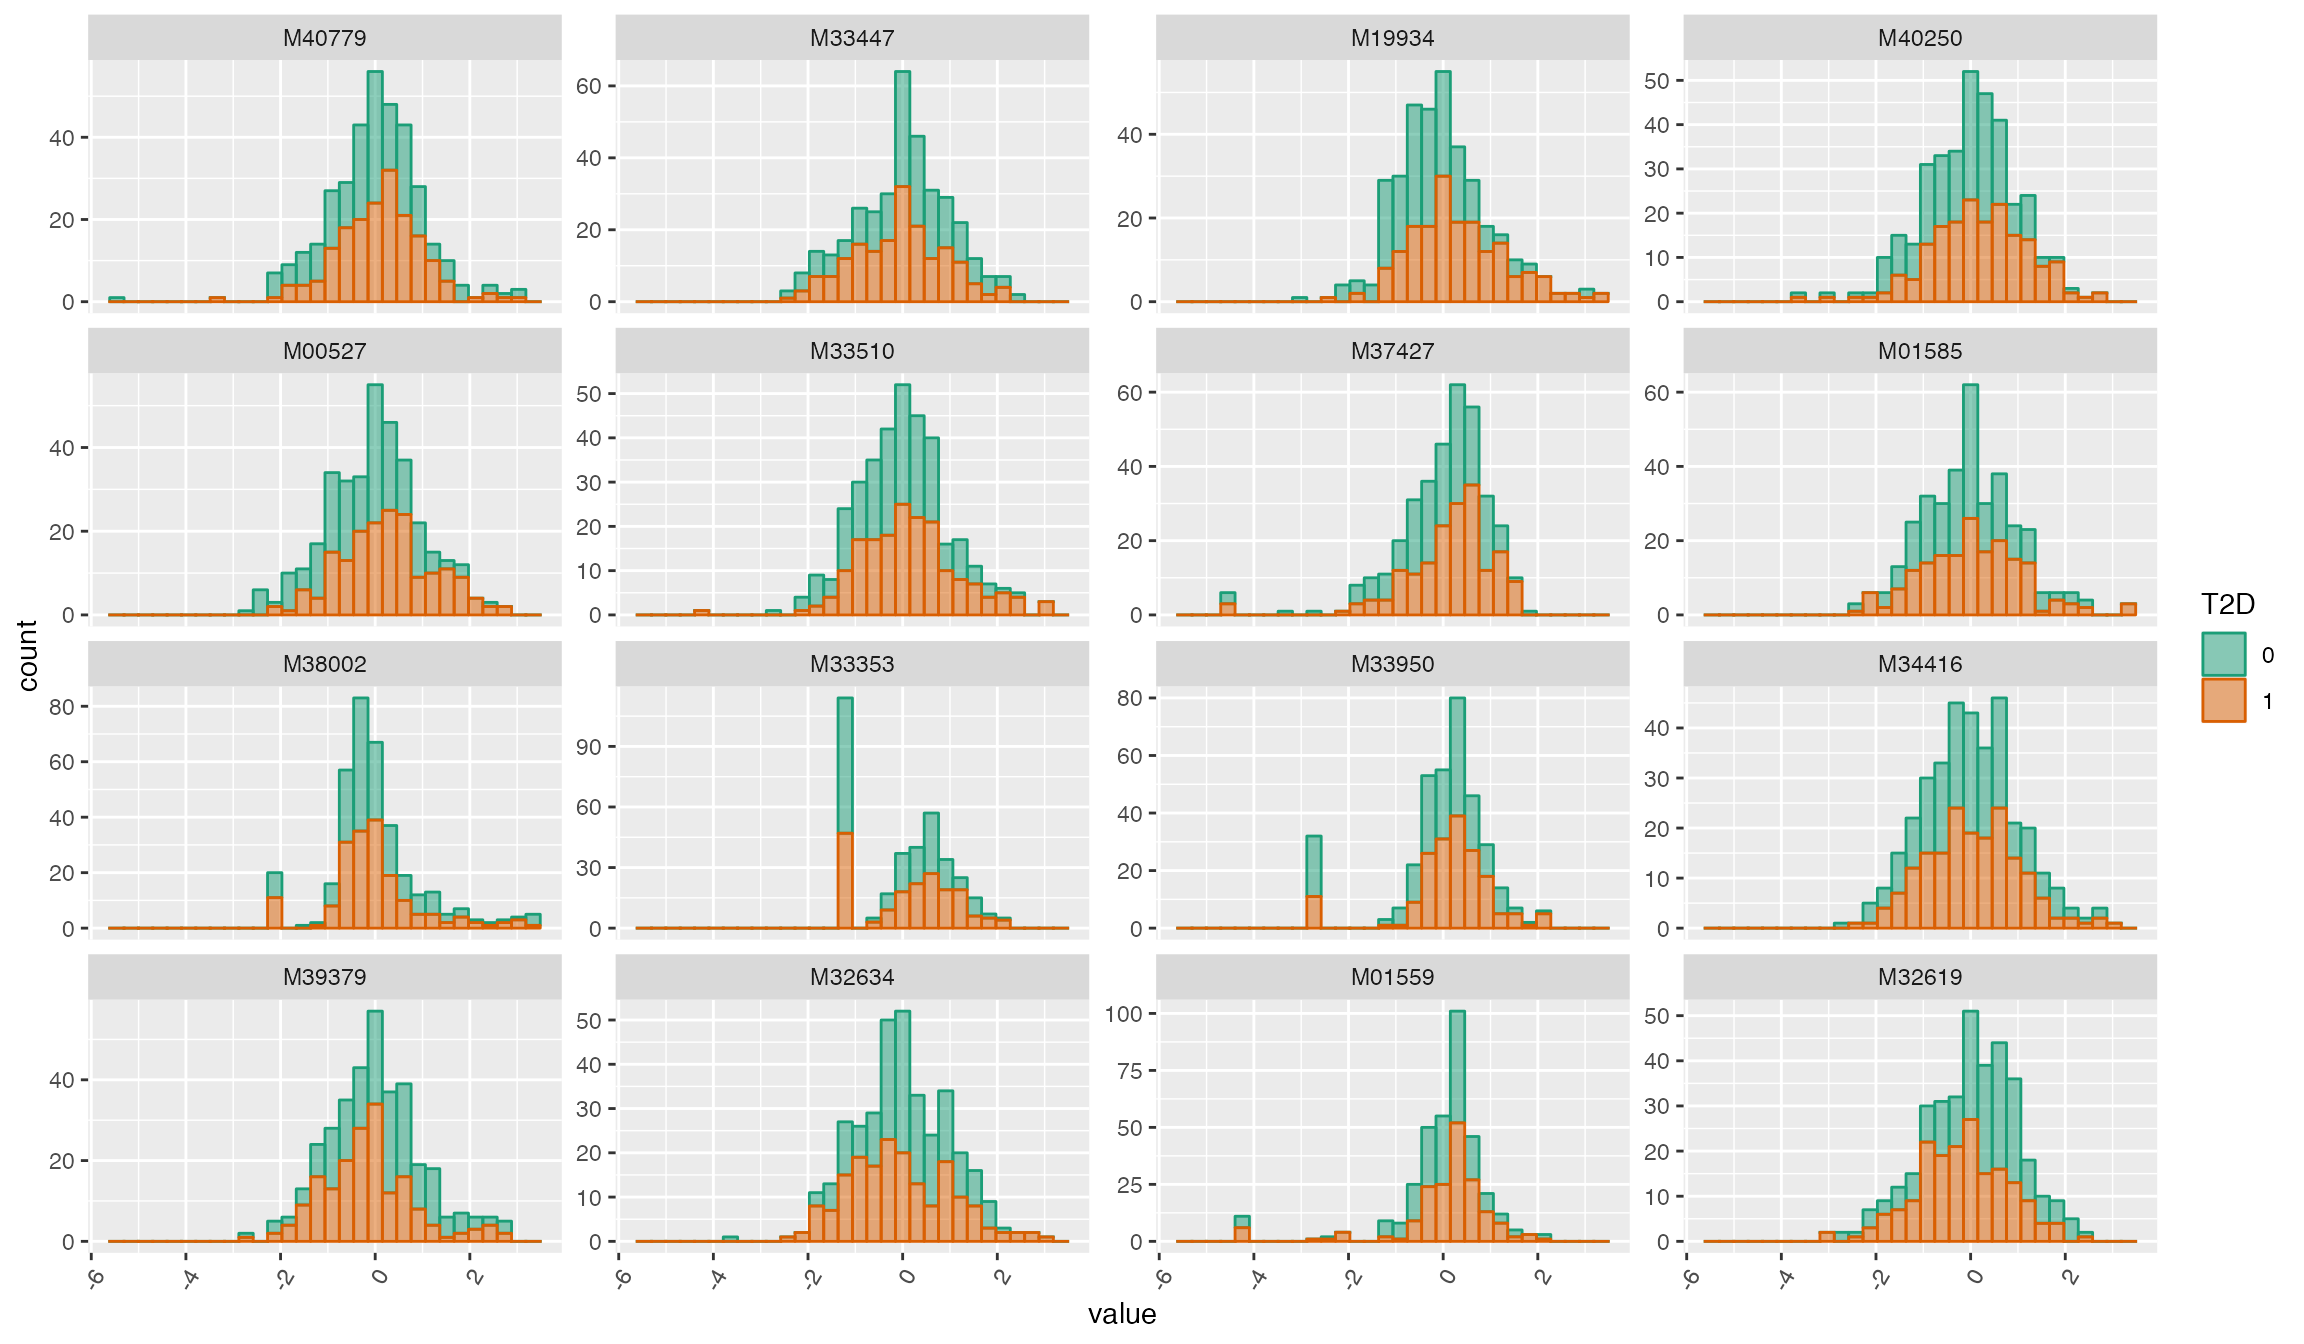 M40779 M33447 M19934 M40250
40 20 0
60 40 20 0
40 20 0
50 40 30 20 10 0
M00527 M33510 M37427 M01585
40 20 0
50 40 30 20 10 0
60 40 20 0
60 40 20 0
count
M38002 M33353 M33950 M34416
80 60 40 20 0
90 60 30 0
80 60 40 20 0
40 30 20 10 0
M39379 M32634 M01559 M32619
40 20 0
50 40 30 20 10 0
100 75 50 25 0
50 40 30 20 10 0
-6 -4 -2 0 2 -6 -4 -2 0 2 -6 -4 -2 0 2 -6 -4 -2 0 2
value
T2D
0
1